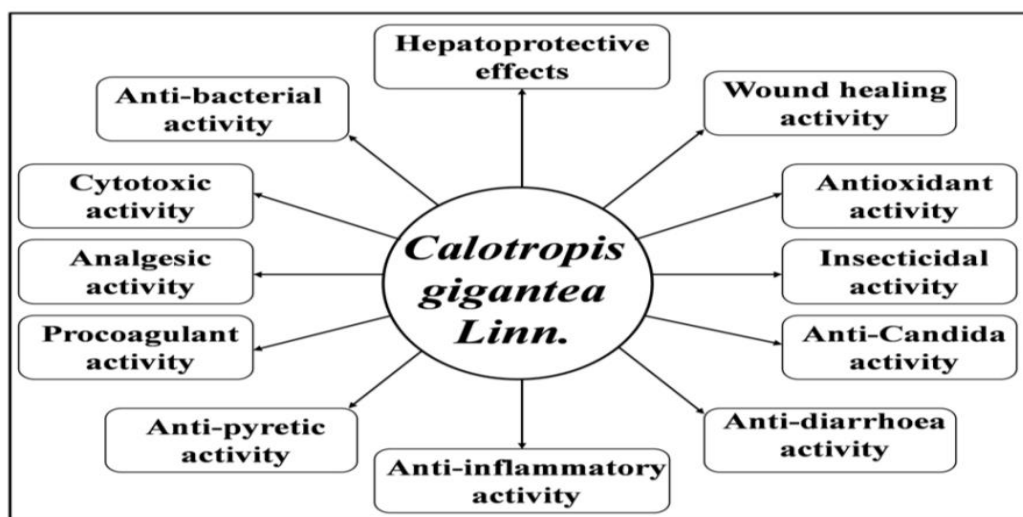 Hepatoprotective
effects
Anti-bacterial
activity
Wound healing
activity
Cytotoxic
activity
Antioxidant
activity
Calotropis
gigantea
Linn.
Analgesic
activity
Insecticidal
activity
Procoagulant
activity
Anti-Candida
activity
Anti-pyretic
activity
Anti-diarrhoea
activity
Anti-inflammatory
activity